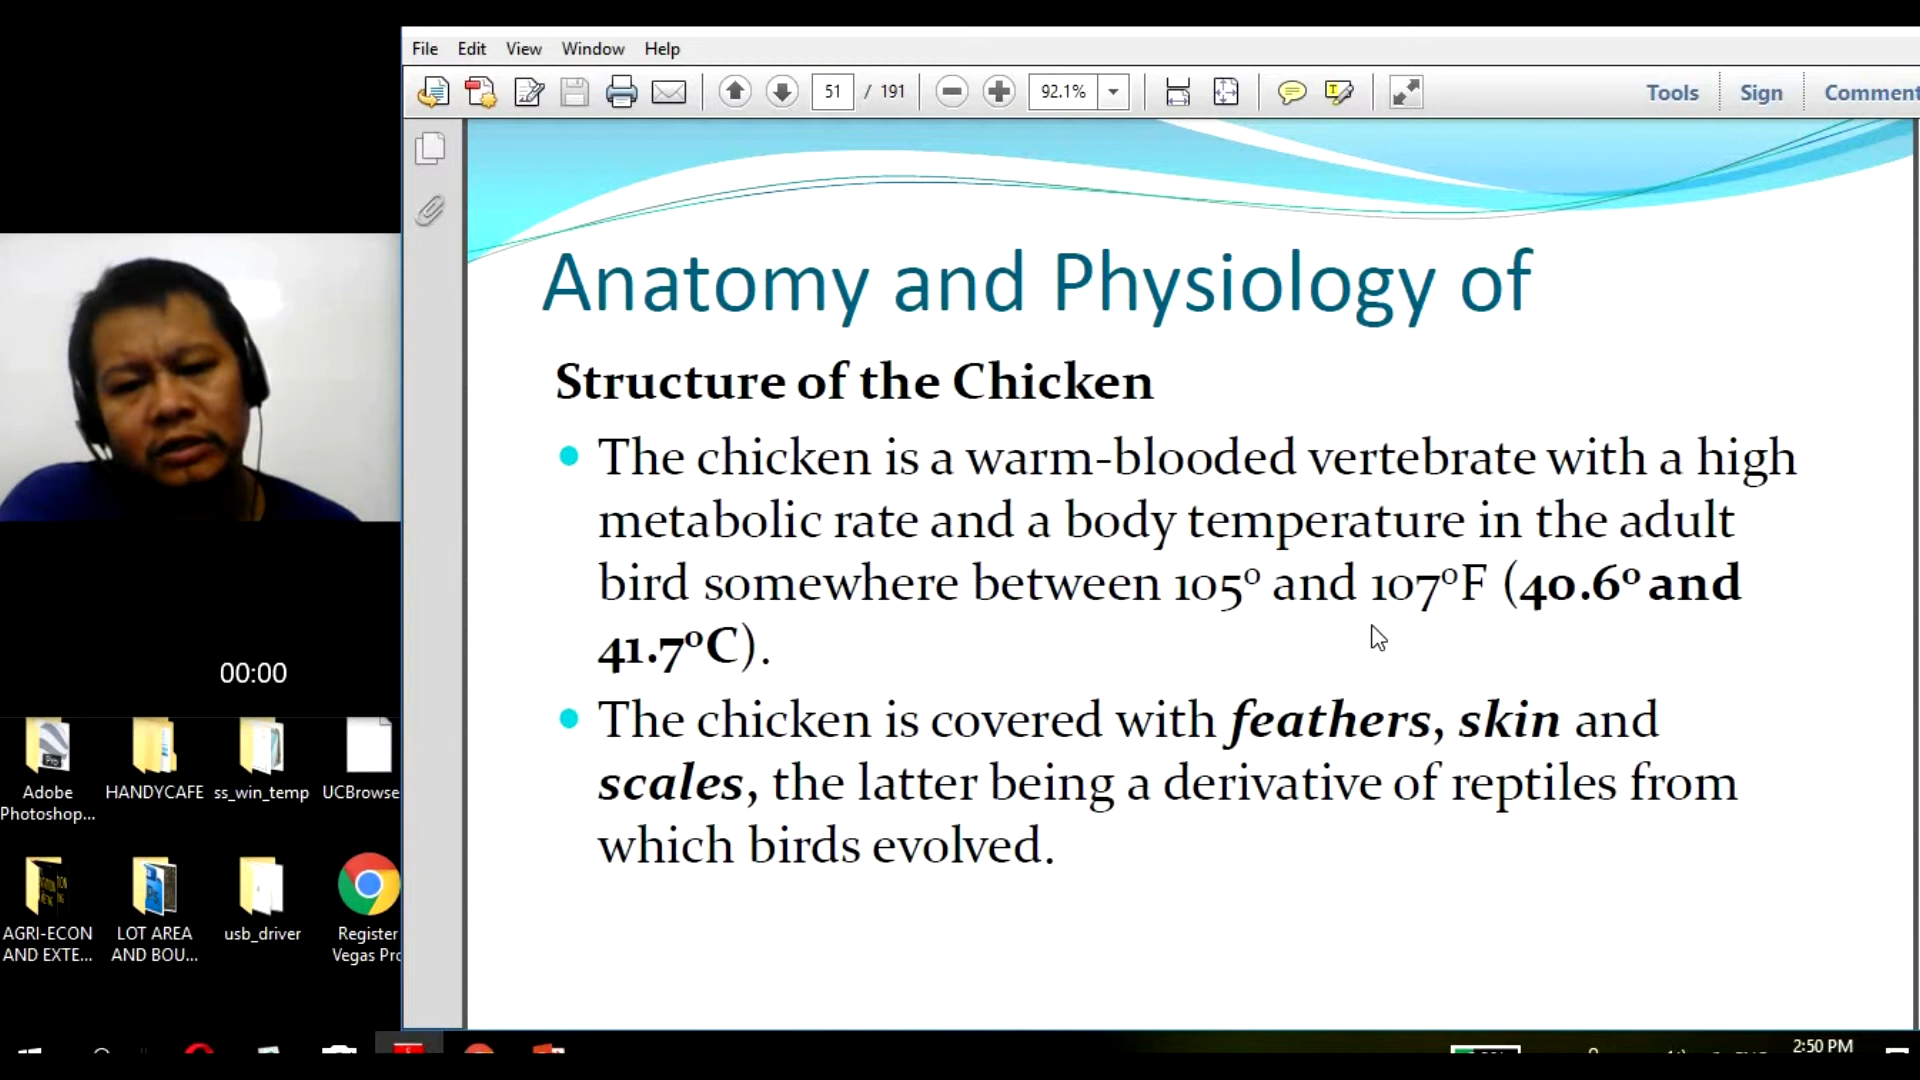 File Edit View Window Help
51 / 191 92.1% Tools Sign Comment
Anatomy and Physiology of
Structure of the Chicken
The chicken is a warm-blooded vertebrate with a high
metabolic rate and a body temperature in the adult
bird somewhere between 105º and 107ºF (40.6º and
41.7ºC).
The chicken is covered with feathers, skin and
scales, the latter being a derivative of reptiles from
which birds evolved.
00:00
Adobe
Photoshop...
HANDYCAFE
ss_win_temp
UCBrowse
AGRI-ECON
AND EXTE...
LOT AREA
AND BOU...
usb_driver
Register
Vegas Pro
2:50 PM